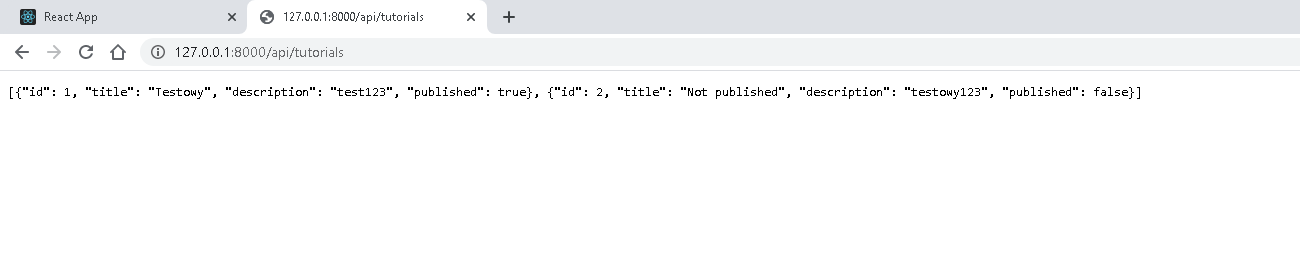 React App
127.0.0.1:8000/api/tutorials
127.0.0.1:8000/api/tutorials
[{"id": 1, "title": "Testowy", "description": "test123", "published": true}, {"id": 2, "title": "Not published", "description": "testowy123", "published": false}]